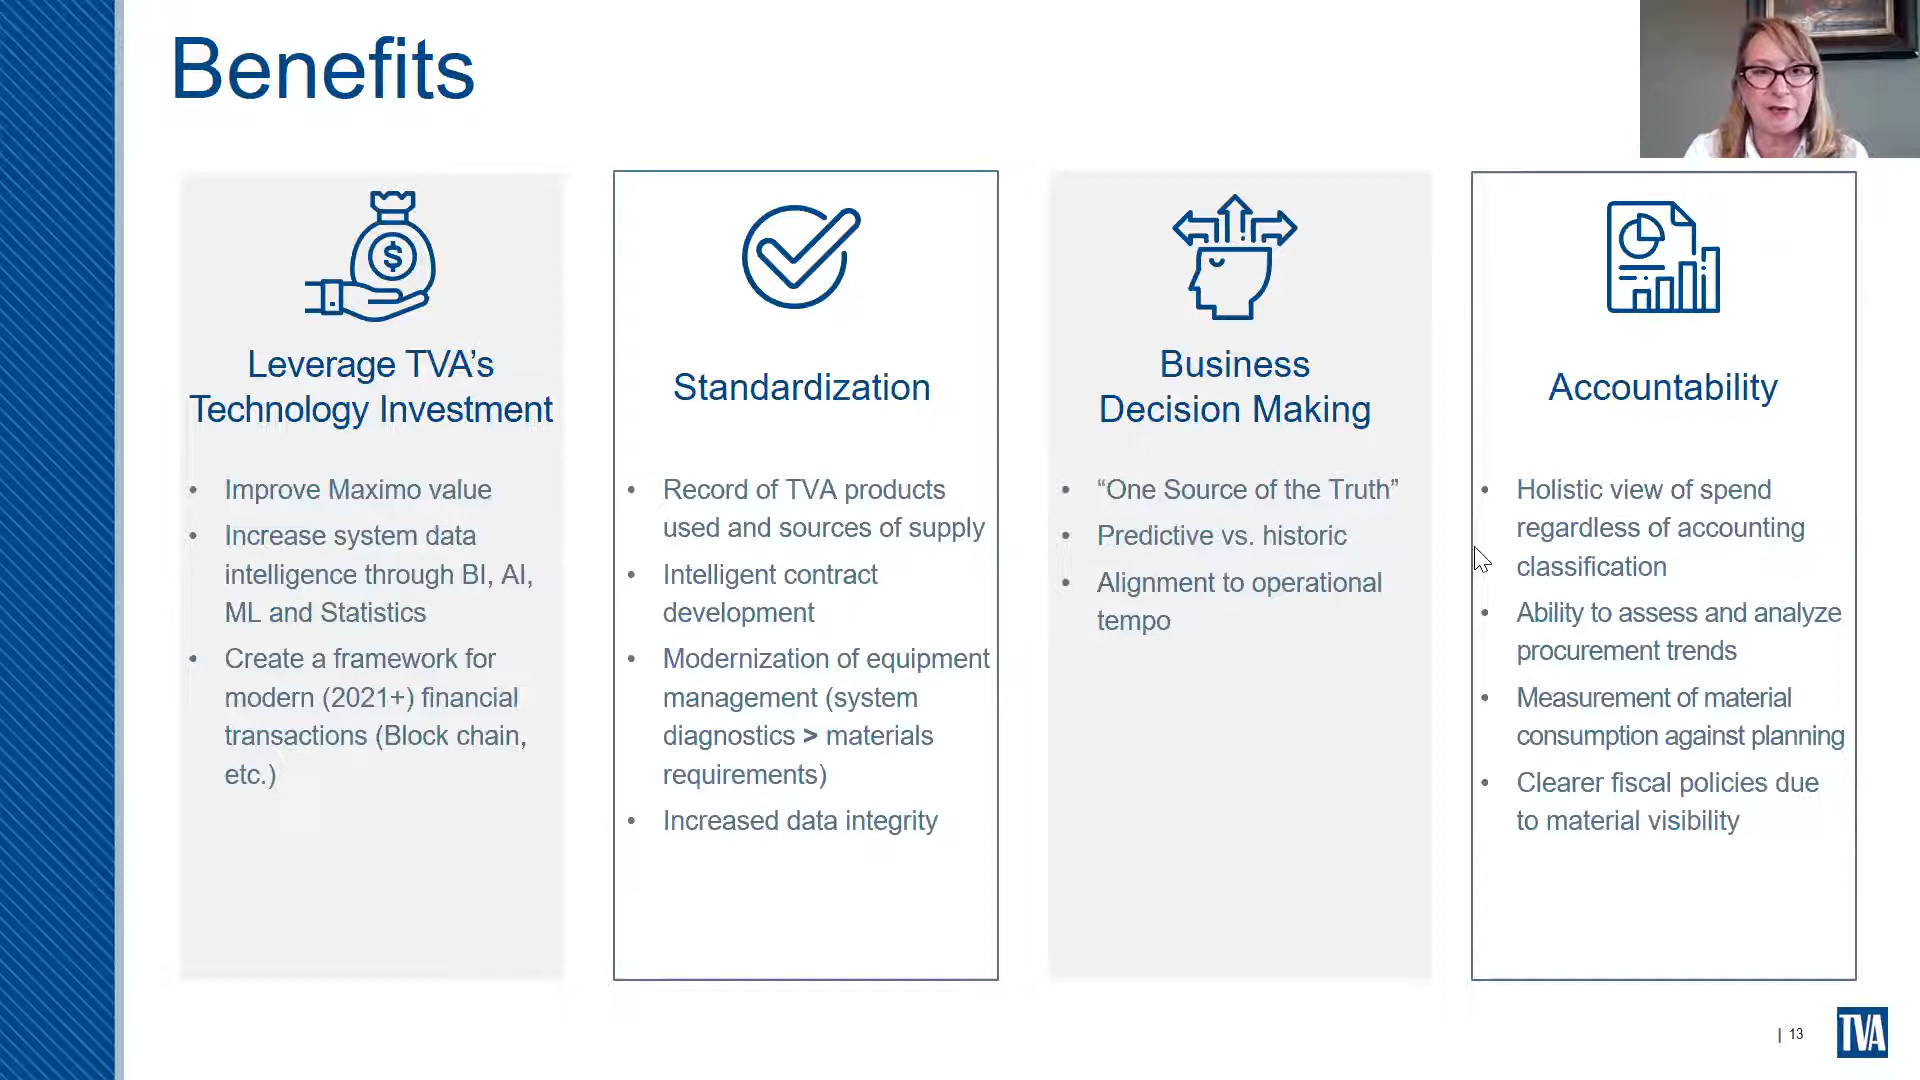 Benefits
$
Leverage TVA’s
Technology Investment
• Improve Maximo value
• Increase system data
intelligence through BI, AI,
ML and Statistics
• Create a framework for
modern (2021+) financial
transactions (Block chain,
etc.)
Standardization
• Record of TVA products
used and sources of supply
• Intelligent contract
development
• Modernization of equipment
management (system
diagnostics > materials
requirements)
• Increased data integrity
Business
Decision Making
• “One Source of the Truth”
• Predictive vs. historic
• Alignment to operational
tempo
Accountability
• Holistic view of spend
regardless of accounting
classification
• Ability to assess and analyze
procurement trends
• Measurement of material
consumption against planning
• Clearer fiscal policies due
to material visibility
| 13
TVA